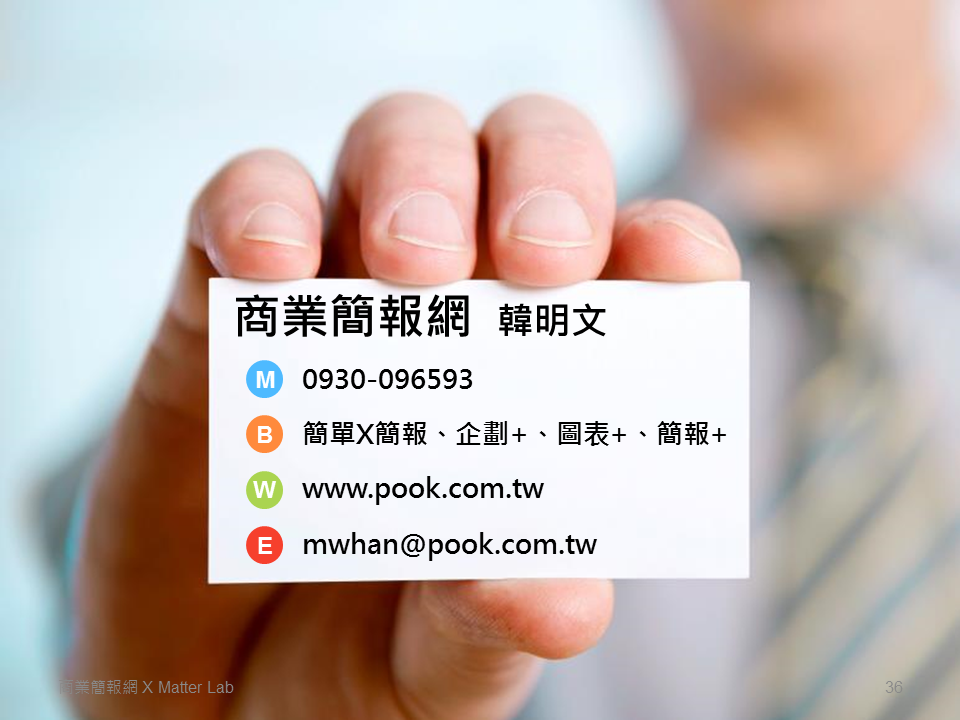 商業簡報網 韓明文
M 0930-096593
B 簡單X簡報、企劃+、圖表+、簡報+
W www.pook.com.tw
E mwhan@pook.com.tw
商業簡報網 X Matter Lab
36